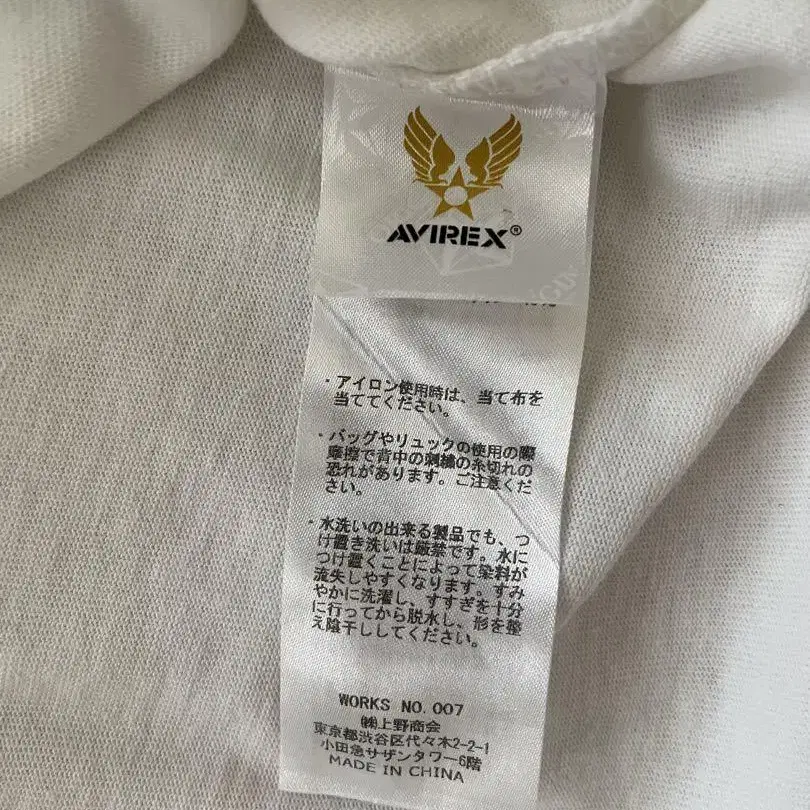 AVIREX®
・アイロン使用時は、当て布を
当ててください。
・バッグやリュックの使用の際
摩擦で背中の刺繍の糸切れの
恐れがあります。ご注意くだ
さい。
・水洗いの出来る製品でも、つ
け置き洗いは厳禁です。水に
つけ置くことによって染料が
流失しやすくなります。すみ
やかに洗濯し、すすぎを十分
に行ってから脱水し、形を整
え陰干ししてください。
WORKS NO. 007
㈱上野商会
東京都渋谷区代々木2-2-1
小田急サザンタワー6階
MADE IN CHINA